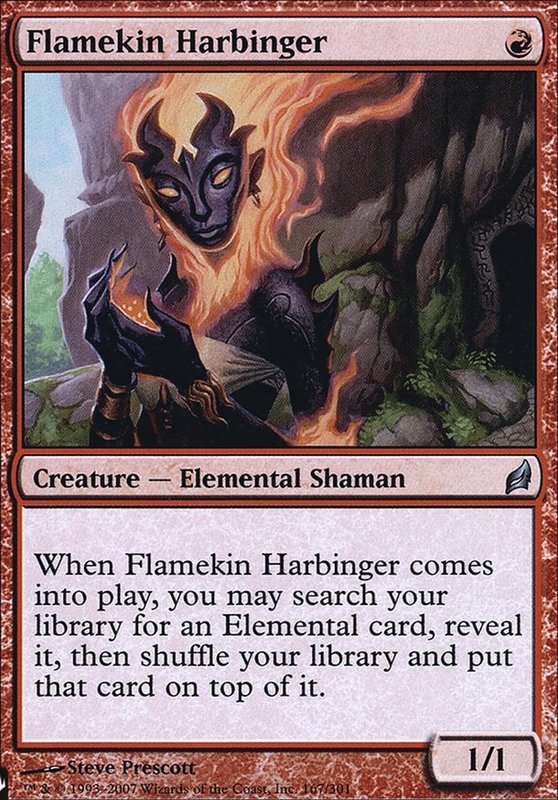 Flamekin Harbinger
Creature — Elemental Shaman
When Flamekin Harbinger comes
into play, you may search your
library for an Elemental card, reveal
it, then shuffle your library and put
that card on top of it.
1/1
Steve Prescott
™ & © 1993–2007 Wizards of the Coast, Inc. 167/301